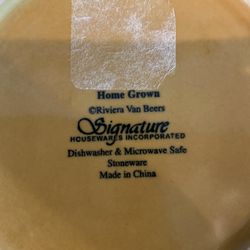 Home Grown
©Riviera Van Beers
Signature
HOUSEWARES INCORPORATED
Dishwasher & Microwave Safe
Stoneware
Made in China